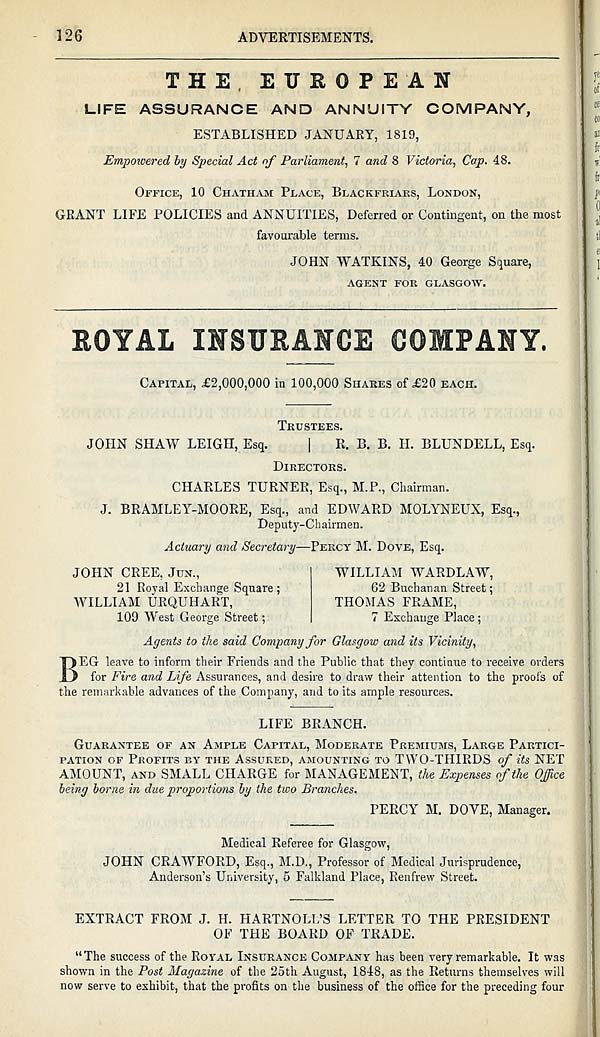 126
ADVERTISEMENTS.
THE EUROPEAN
LIFE ASSURANCE AND ANNUITY COMPANY,
ESTABLISHED JANUARY, 1819,
Empowered by Special Act of Parliament, 7 and 8 Victoria, Cap. 48.
OFFICE, 10 CHATHAM PLACE, BLACKFRIARS, LONDON,
GRANT LIFE POLICIES and ANNUITIES, Deferred or Contingent, on the most
favourable terms.
JOHN WATKINS, 40 George Square,
AGENT FOR GLASGOW.
ROYAL INSURANCE COMPANY.
CAPITAL, £2,000,000 in 100,000 SHARES of £20 EACH.
TRUSTEES.
JOHN SHAW LEIGH, Esq. | R. B. B. H. BLUNDELL, Esq.
DIRECTORS.
CHARLES TURNER, Esq., M.P., Chairman.
J. BRAMLEY-MOORE, Esq., and EDWARD MOLYNEUX, Esq.,
Deputy-Chairmen.
Actuary and Secretary—PERCY M. DOVE, Esq.
JOHN CREE, JUN.,
21 Royal Exchange Square;
WILLIAM URQUHART,
109 West George Street;
WILLIAM WARDLAW,
62 Buchanan Street;
THOMAS FRAME,
7 Exchange Place;
Agents to the said Company for Glasgow and its Vicinity,
BEG leave to inform their Friends and the Public that they continue to receive orders
for Fire and Life Assurances, and desire to draw their attention to the proofs of
the remarkable advances of the Company, and to its ample resources.
LIFE BRANCH.
GUARANTEE OF AN AMPLE CAPITAL, MODERATE PREMIUMS, LARGE PARTICI-
PATION OF PROFITS BY THE ASSURED, AMOUNTING TO TWO-THIRDS of its NET
AMOUNT, AND SMALL CHARGE for MANAGEMENT, the Expenses of the Office
being borne in due proportions by the two Branches.
PERCY M. DOVE, Manager.
Medical Referee for Glasgow,
JOHN CRAWFORD, Esq., M.D., Professor of Medical Jurisprudence,
Anderson's University, 5 Falkland Place, Renfrew Street.
EXTRACT FROM J. H. HARTNOLL'S LETTER TO THE PRESIDENT
OF THE BOARD OF TRADE.
"The success of the ROYAL INSURANCE COMPANY has been very remarkable. It was
shown in the Post Magazine of the 25th August, 1848, as the Returns themselves will
now serve to exhibit, that the profits on the business of the office for the preceding four